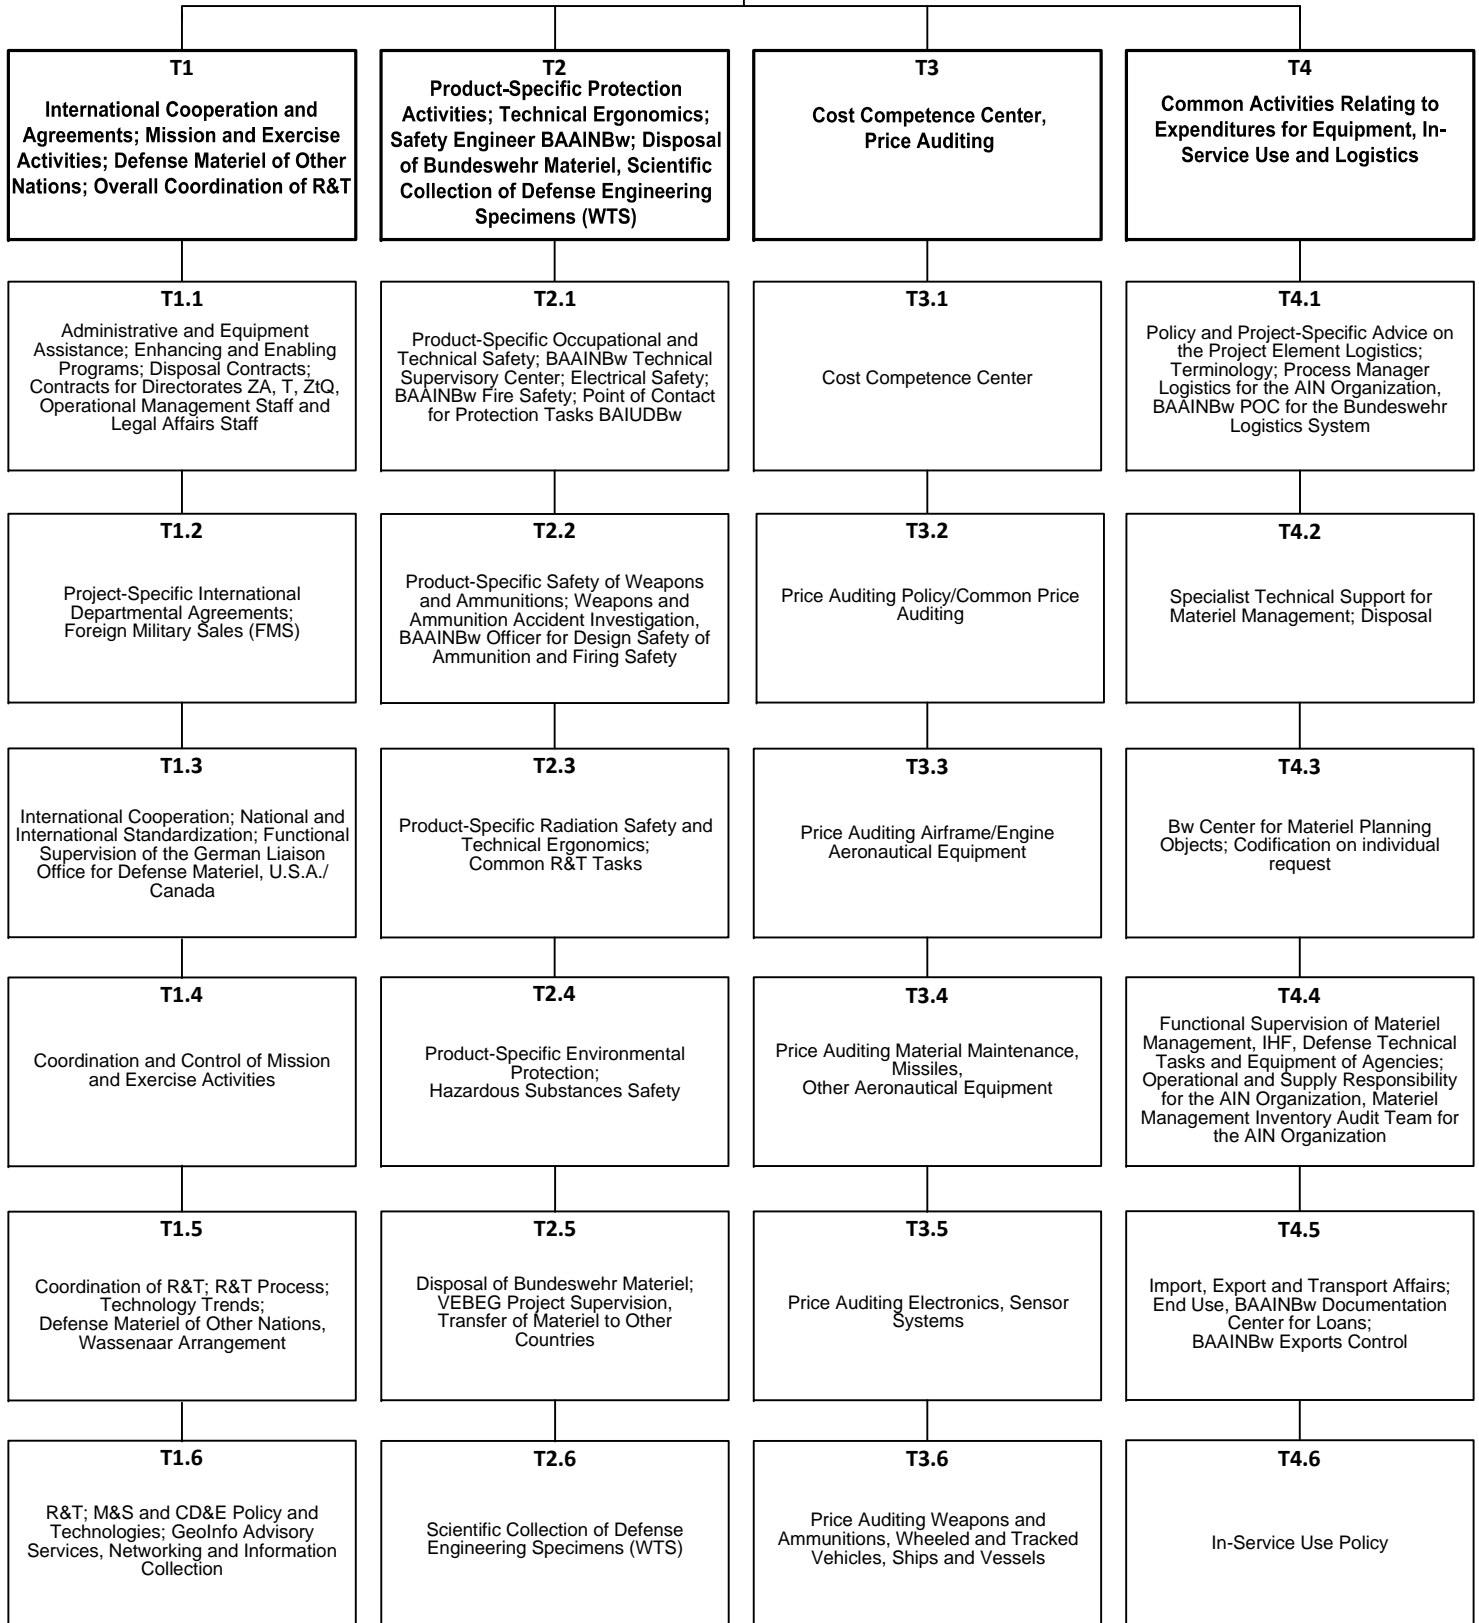 T1
International Cooperation and
Agreements; Mission and Exercise
Activities; Defense Materiel of Other
Nations; Overall Coordination of R&T
T2
Product-Specific Protection
Activities; Technical Ergonomics;
Safety Engineer BAAINBw; Disposal
of Bundeswehr Materiel, Scientific
Collection of Defense Engineering
Specimens (WTS)
T3
Cost Competence Center,
Price Auditing
T4
Common Activities Relating to
Expenditures for Equipment, In-
Service Use and Logistics
T1.1
Administrative and Equipment
Assistance; Enhancing and Enabling
Programs; Disposal Contracts;
Contracts for Directorates ZA, T, ZtQ,
Operational Management Staff and
Legal Affairs Staff
T2.1
Product-Specific Occupational and
Technical Safety; BAAINBw Technical
Supervisory Center; Electrical Safety;
BAAINBw Fire Safety; Point of Contact
for Protection Tasks BAIUDBw
T3.1
Cost Competence Center
T4.1
Policy and Project-Specific Advice on
the Project Element Logistics;
Terminology; Process Manager
Logistics for the AIN Organization,
BAAINBw POC for the Bundeswehr
Logistics System
T1.2
Project-Specific International
Departmental Agreements;
Foreign Military Sales (FMS)
T2.2
Product-Specific Safety of Weapons
and Ammunitions; Weapons and
Ammunition Accident Investigation,
BAAINBw Officer for Design Safety of
Ammunition and Firing Safety
T3.2
Price Auditing Policy/Common Price
Auditing
T4.2
Specialist Technical Support for
Materiel Management; Disposal
T1.3
International Cooperation; National and
International Standardization; Functional
Supervision of the German Liaison
Office for Defense Materiel, U.S.A./
Canada
T2.3
Product-Specific Radiation Safety and
Technical Ergonomics;
Common R&T Tasks
T3.3
Price Auditing Airframe/Engine
Aeronautical Equipment
T4.3
Bw Center for Materiel Planning
Objects; Codification on individual
request
T1.4
Coordination and Control of Mission
and Exercise Activities
T2.4
Product-Specific Environmental
Protection;
Hazardous Substances Safety
T3.4
Price Auditing Material Maintenance,
Missiles,
Other Aeronautical Equipment
T4.4
Functional Supervision of Materiel
Management, IHF, Defense Technical
Tasks and Equipment of Agencies;
Operational and Supply Responsibility
for the AIN Organization, Materiel
Management Inventory Audit Team for
the AIN Organization
T1.5
Coordination of R&T; R&T Process;
Technology Trends;
Defense Materiel of Other Nations,
Wassenaar Arrangement
T2.5
Disposal of Bundeswehr Materiel;
VEBEG Project Supervision,
Transfer of Materiel to Other
Countries
T3.5
Price Auditing Electronics, Sensor
Systems
T4.5
Import, Export and Transport Affairs;
End Use, BAAINBw Documentation
Center for Loans;
BAAINBw Exports Control
T1.6
R&T; M&S and CD&E Policy and
Technologies; GeoInfo Advisory
Services, Networking and Information
Collection
T2.6
Scientific Collection of Defense
Engineering Specimens (WTS)
T3.6
Price Auditing Weapons and
Ammunitions, Wheeled and Tracked
Vehicles, Ships and Vessels
T4.6
In-Service Use Policy